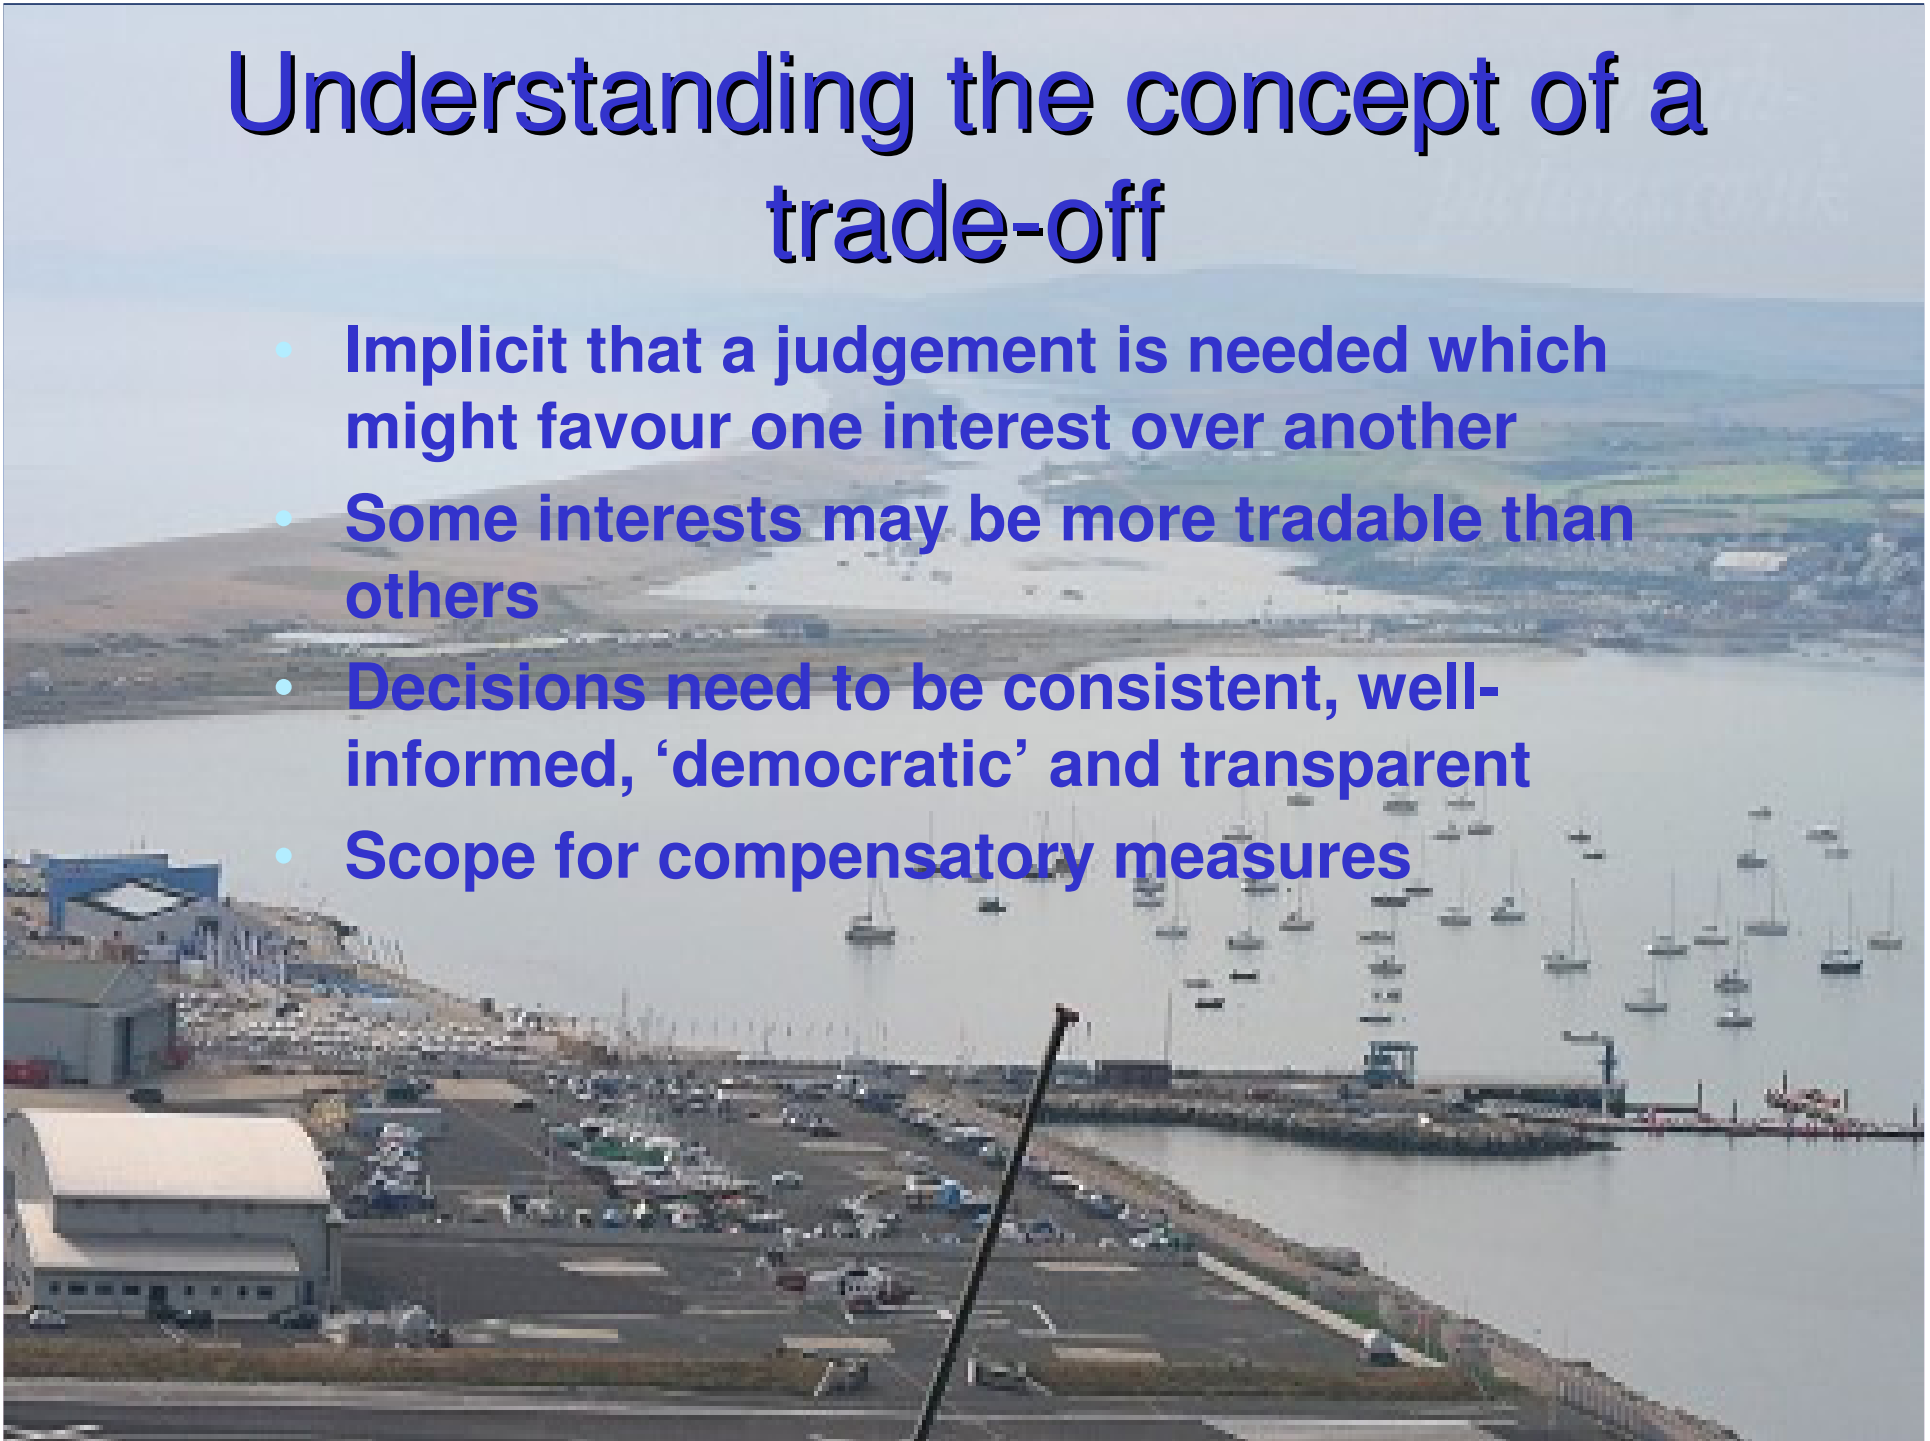 Understanding the concept of a
trade-off
• Implicit that a judgement is needed which
might favour one interest over another
• Some interests may be more tradable than
others
• Decisions need to be consistent, well-
informed, ‘democratic’ and transparent
• Scope for compensatory measures